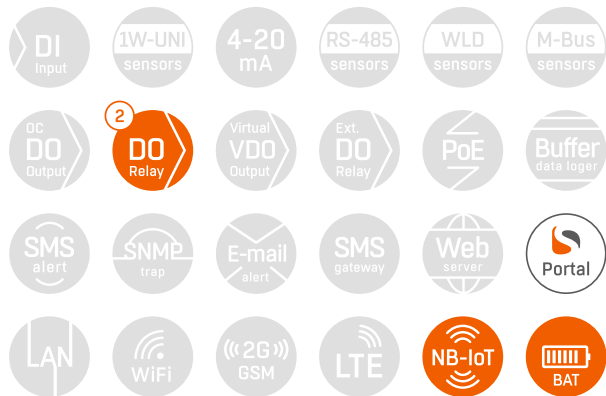 DI
Input
1W-UNI
sensors
4-20
mA
RS-485
sensors
WLD
sensors
M-Bus
sensors
OC
DO
Output
2
DO
Relay
Virtual
VDO
Output
Ext.
DO
Relay
PoE
Buffer
data loger
SMS
alert
SNMP
trap
E-mail
alert
SMS
gateway
Web
server
Portal
LAN
WiFi
2G
GSM
LTE
NB-IoT
BAT